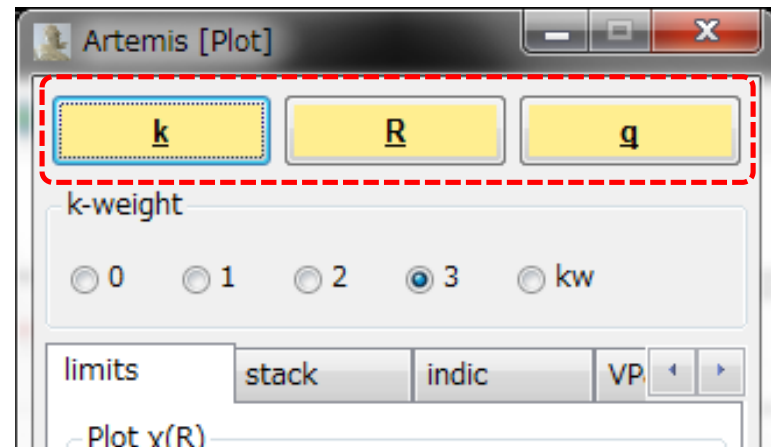 Artemis [Plot]
k R q
k-weight
0 1 2 3 kw
limits stack indic
Plot χ(R)